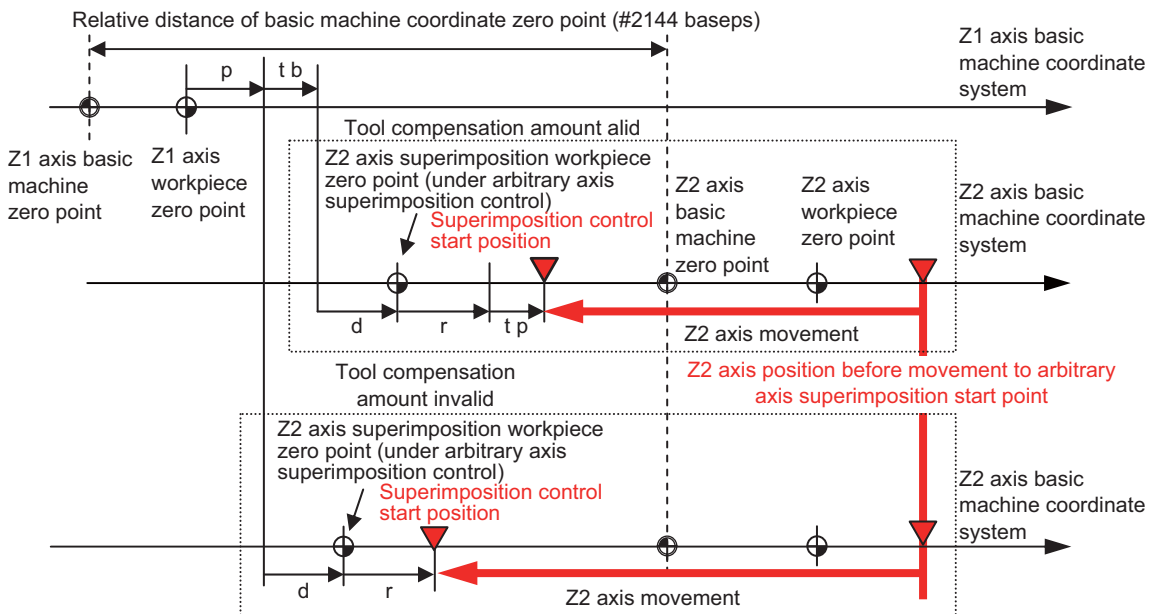 Relative distance of basic machine coordinate zero point (#2144 baseps)
Z1 axis basic
machine coordinate
system
p
t b
Z1 axis basic
machine
zero point
Z1 axis
workpiece
zero point
Tool compensation amount alid
Z2 axis superimposition workpiece
zero point (under arbitrary axis
superimposition control)
Superimposition control
start position
Z2 axis
basic
machine
zero point
Z2 axis
workpiece
zero point
Z2 axis basic
machine coordinate
system
d
r
t p
Z2 axis movement
Tool compensation
amount invalid
Z2 axis position before movement to arbitrary
axis superimposition start point
Z2 axis superimposition workpiece
zero point (under arbitrary axis
superimposition control)
Superimposition control
start position
Z2 axis basic
machine coordinate
system
d
r
Z2 axis movement